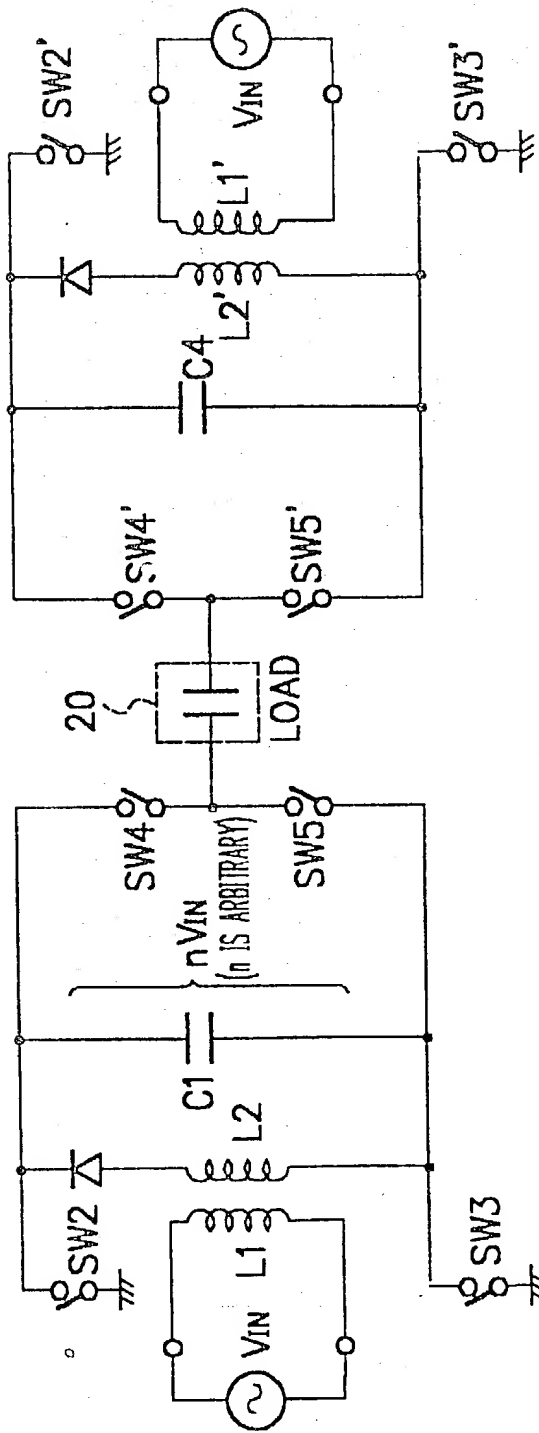 SW2
SW3
VIN
L1
L2
C1
nVIN
(n IS ARBITRARY)
SW4
SW5
20
LOAD
SW4'
SW5'
C4
L2'
L1'
VIN
SW2'
SW3'